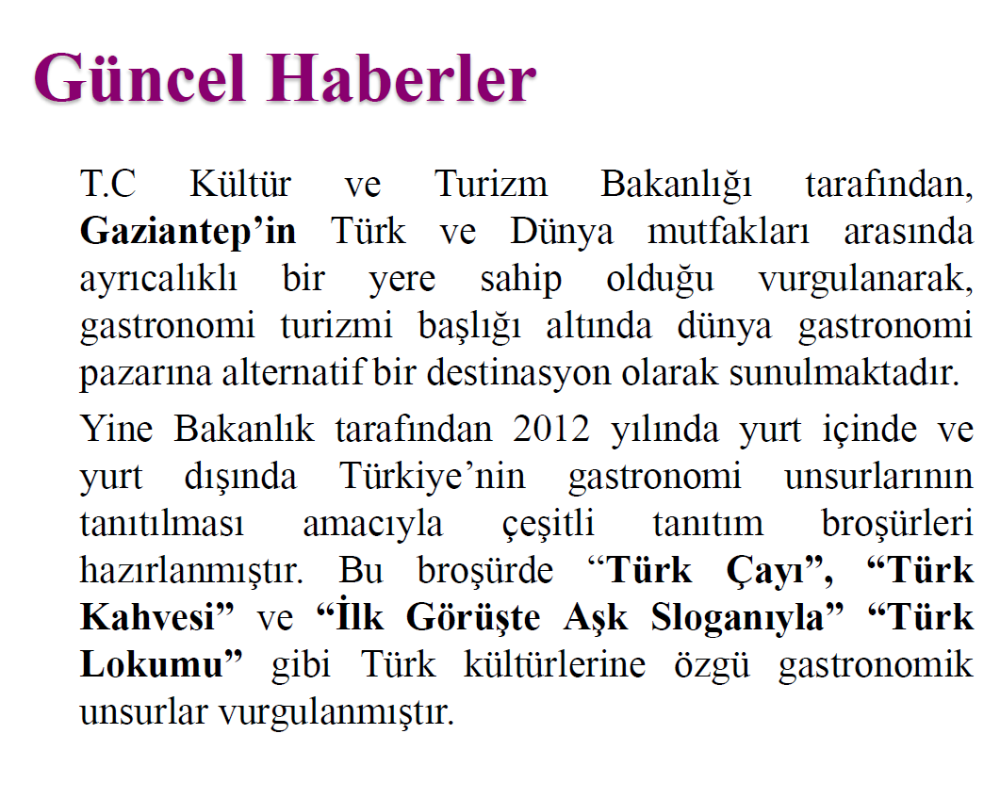 Güncel Haberler
T.C Kültür ve Turizm Bakanlığı tarafından,
Gaziantep’in Türk ve Dünya mutfakları arasında
ayrıcalıklı bir yere sahip olduğu vurgulanarak,
gastronomi turizmi başlığı altında dünya gastronomi
pazarına alternatif bir destinasyon olarak sunulmaktadır.
Yine Bakanlık tarafından 2012 yılında yurt içinde ve
yurt dışında Türkiye’nin gastronomi unsurlarının
tanıtılması amacıyla çeşitli tanıtım broşürleri
hazırlanmıştır. Bu broşürde “Türk Çayı”, “Türk
Kahvesi” ve “İlk Görüşte Aşk Sloganıyla” “Türk
Lokumu” gibi Türk kültürlerine özgü gastronomik
unsurlar vurgulanmıştır.